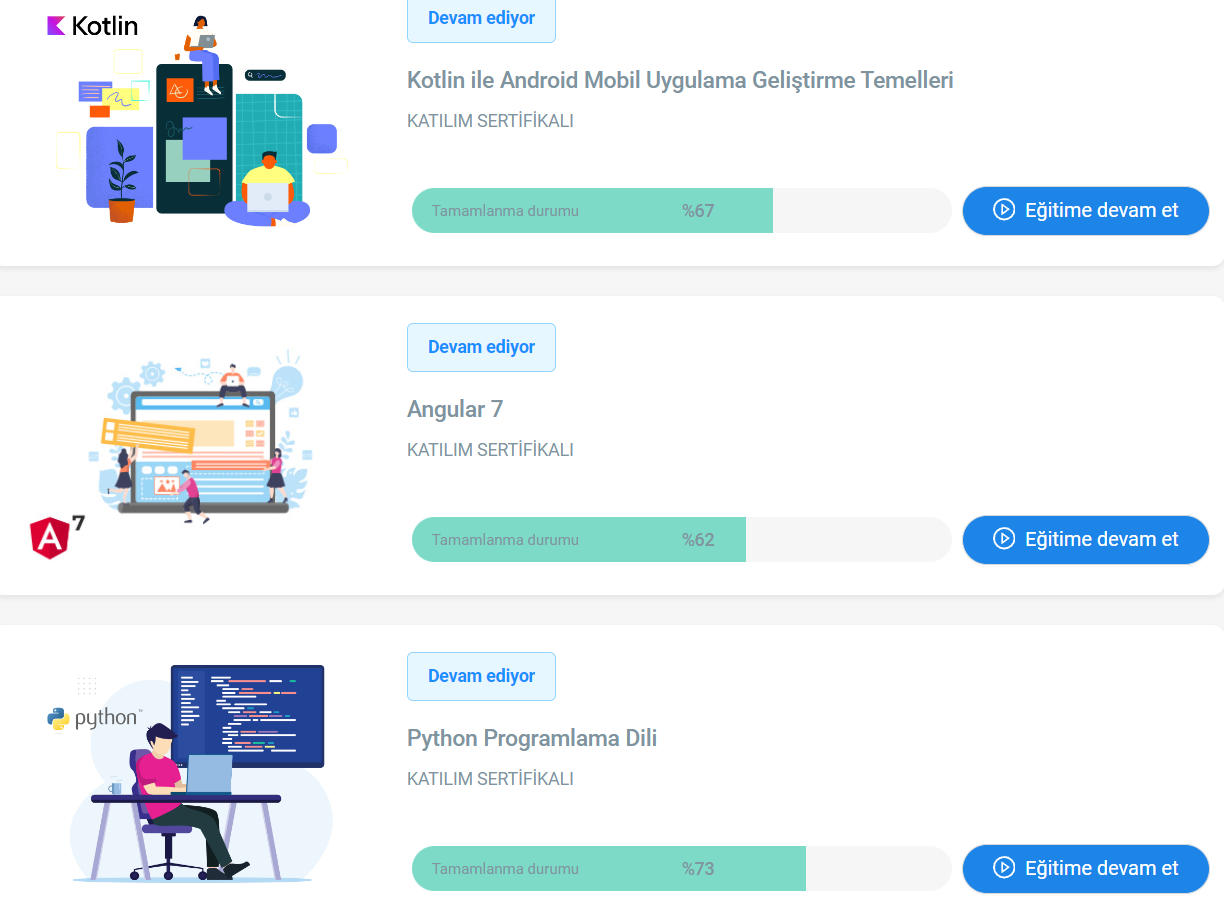 Kotlin
Devam ediyor
Kotlin ile Android Mobil Uygulama Geliştirme Temelleri
KATILIM SERTİFİKALI
Tamamlanma durumu %67
Eğitime devam et
Devam ediyor
Angular 7
KATILIM SERTİFİKALI
A 7
Tamamlanma durumu %62
Eğitime devam et
Devam ediyor
Python Programlama Dili
python™
KATILIM SERTİFİKALI
Tamamlanma durumu %73
Eğitime devam et